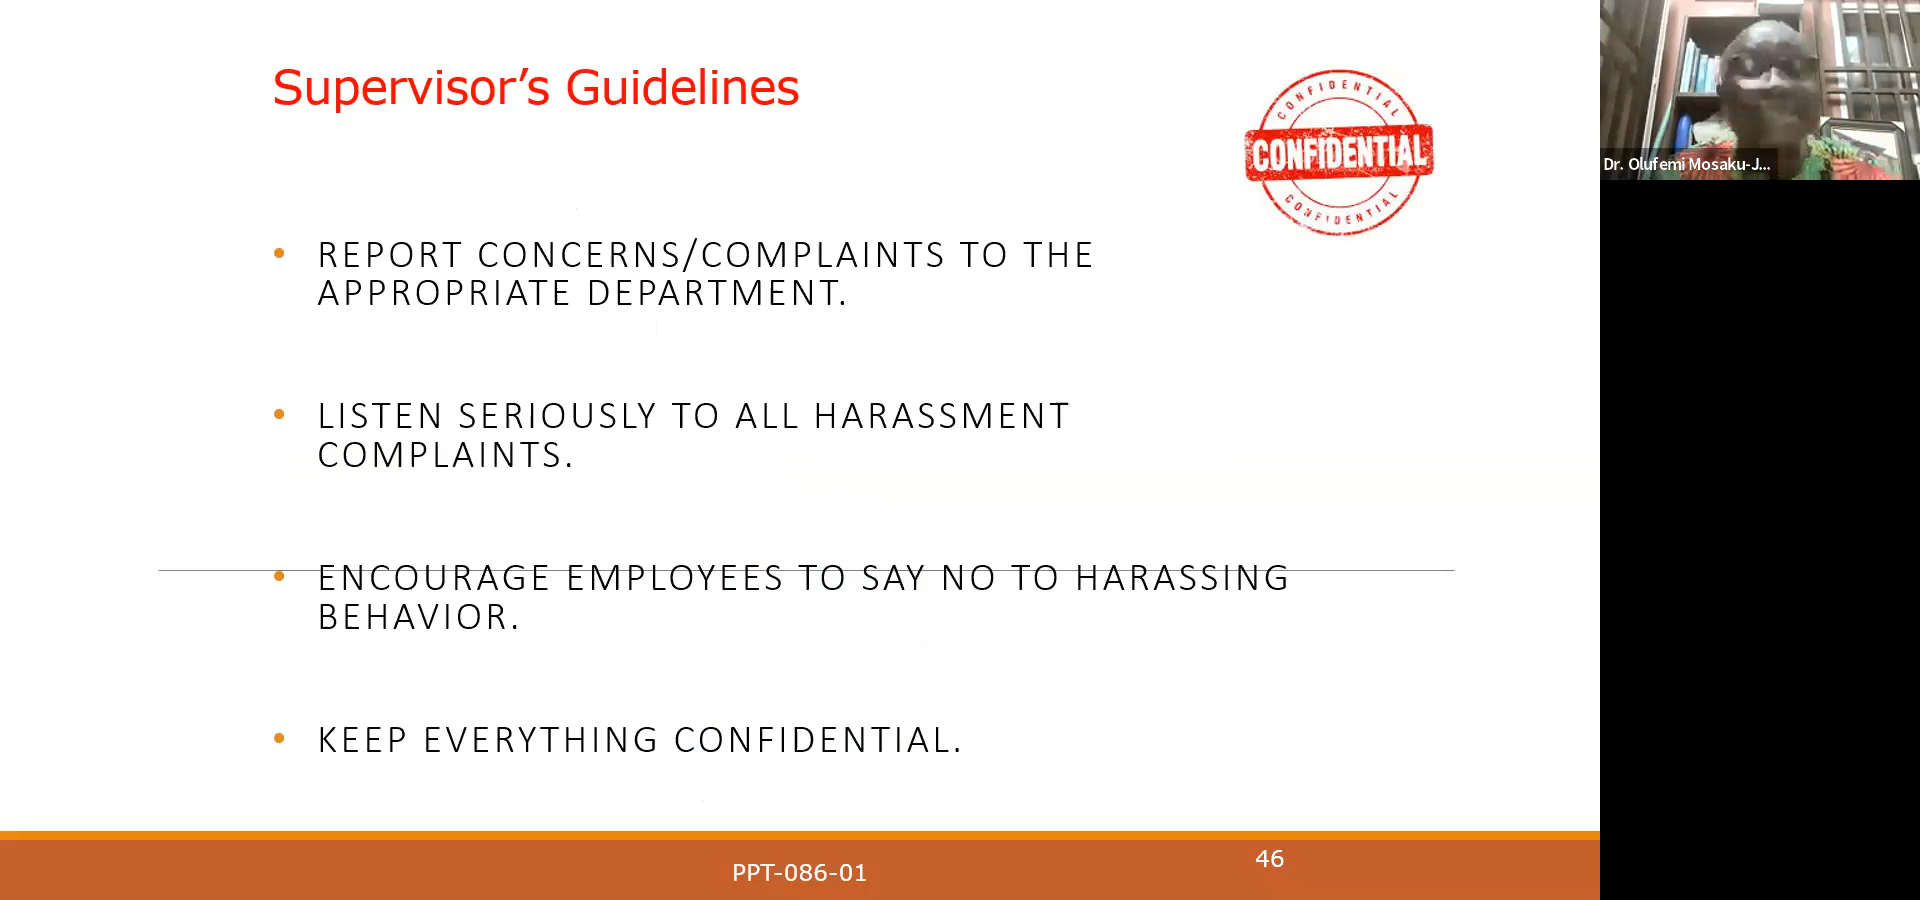 Supervisor’s Guidelines
CONFIDENTIAL
CONFIDENTIAL
CONFIDENTIAL
• REPORT CONCERNS/COMPLAINTS TO THE
APPROPRIATE DEPARTMENT.
• LISTEN SERIOUSLY TO ALL HARASSMENT
COMPLAINTS.
• ENCOURAGE EMPLOYEES TO SAY NO TO HARASSING
BEHAVIOR.
• KEEP EVERYTHING CONFIDENTIAL.
PPT-086-01
46
Dr. Olufemi Mosaku-J...